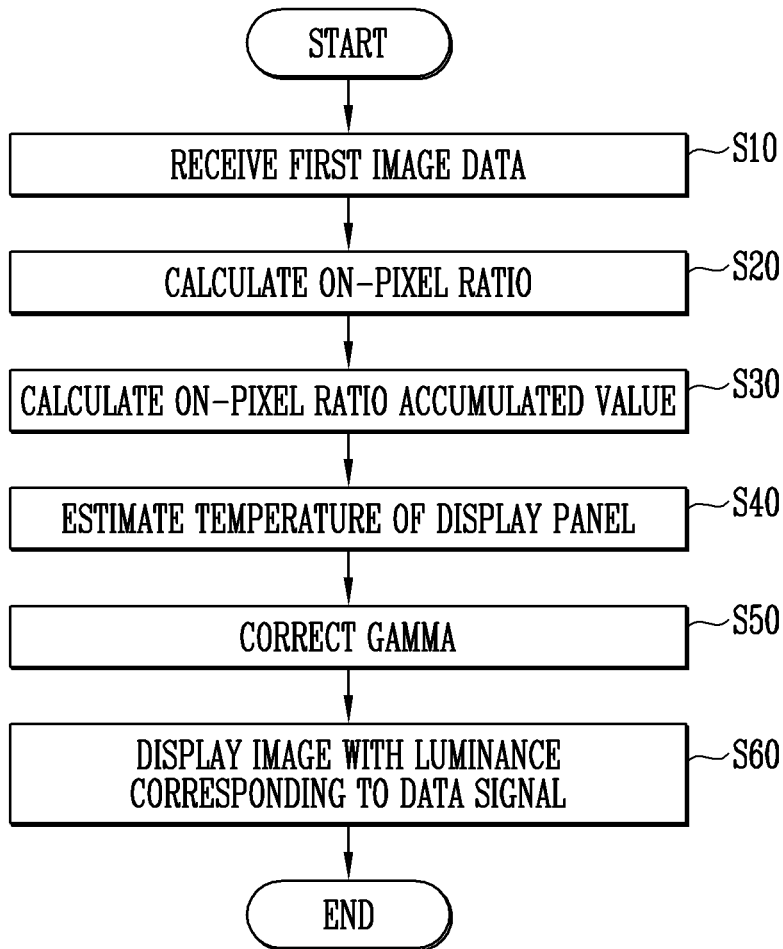 START
RECEIVE FIRST IMAGE DATA
S10
CALCULATE ON-PIXEL RATIO
S20
CALCULATE ON-PIXEL RATIO ACCUMULATED VALUE
S30
ESTIMATE TEMPERATURE OF DISPLAY PANEL
S40
CORRECT GAMMA
S50
DISPLAY IMAGE WITH LUMINANCE
CORRESPONDING TO DATA SIGNAL
S60
END